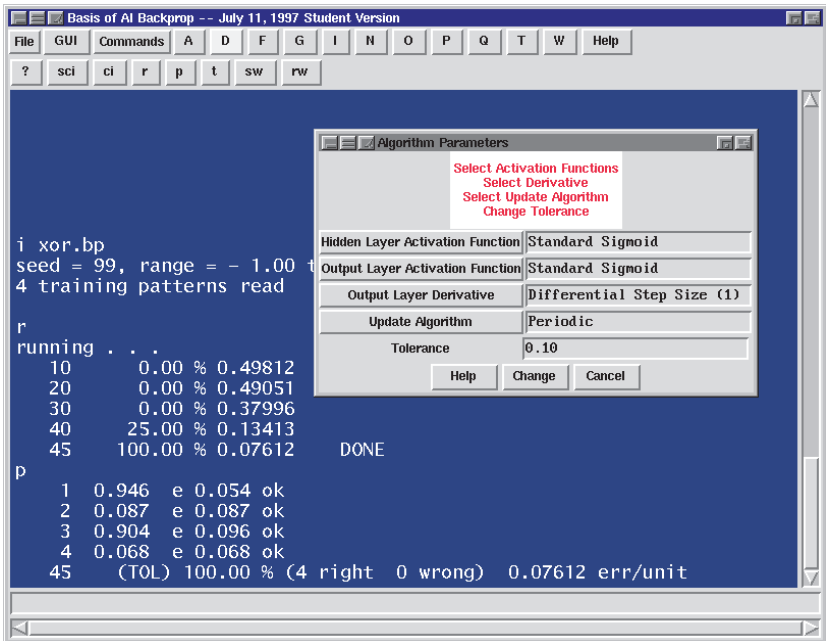 Basis of AI Backprop -- July 11, 1997 Student Version
File GUI Commands A D F G I N O P Q T W Help
? sci ci r p t sw rw
i xor.bp
seed = 99, range = - 1.00 t
4 training patterns read
r
running . . .
10 0.00 % 0.49812
20 0.00 % 0.49051
30 0.00 % 0.37996
40 25.00 % 0.13413
45 100.00 % 0.07612 DONE
p
1 0.946 e 0.054 ok
2 0.087 e 0.087 ok
3 0.904 e 0.096 ok
4 0.068 e 0.068 ok
45 (TOL) 100.00 % (4 right 0 wrong) 0.07612 err/unit
Algorithm Parameters
Select Activation Functions
Select Derivative
Select Update Algorithm
Change Tolerance
Hidden Layer Activation Function Standard Sigmoid
Output Layer Activation Function Standard Sigmoid
Output Layer Derivative Differential Step Size (1)
Update Algorithm Periodic
Tolerance 0.10
Help Change Cancel